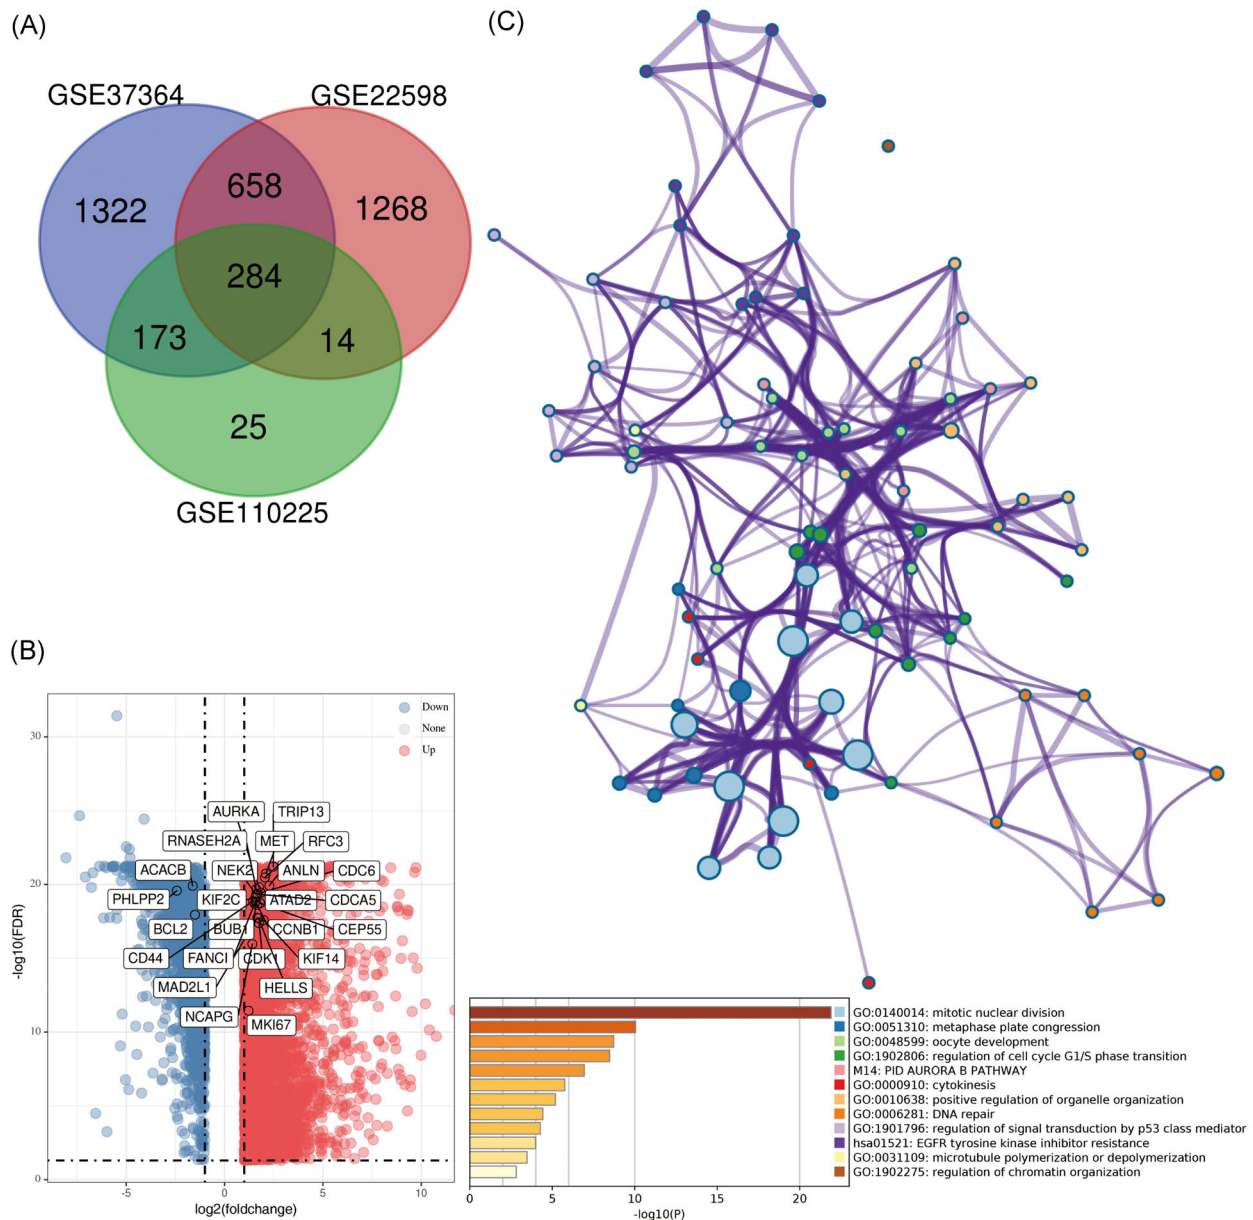 (A)
GSE37364
GSE22598
658
1322
1268
284
173
14
25
GSE110225
(B)
Down
None
Up
30
20
10
0
-log10(FDR)
AURKA
TRIP13
RNASEH2A
MET
RFC3
ACACB
NEK2
ANLN
CDC6
PHLPP2
KIF2C
ATAD2
CDCA5
BCL2
BUB1
CCNB1
CEP55
CD44
FANCI
CDK1
KIF14
MAD2L1
HELLS
NCAPG
MKI67
-5
0
5
10
log2(foldchange)
(C)
GO:0140014: mitotic nuclear division
GO:0051310: metaphase plate congression
GO:0048599: oocyte development
GO:1902806: regulation of cell cycle G1/S phase transition
M14: PID AURORA B PATHWAY
GO:0000910: cytokinesis
GO:0010638: positive regulation of organelle organization
GO:0006281: DNA repair
GO:1901796: regulation of signal transduction by p53 class mediator
hsa01521: EGFR tyrosine kinase inhibitor resistance
GO:0031109: microtubule polymerization or depolymerization
GO:1902275: regulation of chromatin organization
0
5
10
15
20
-log10(P)